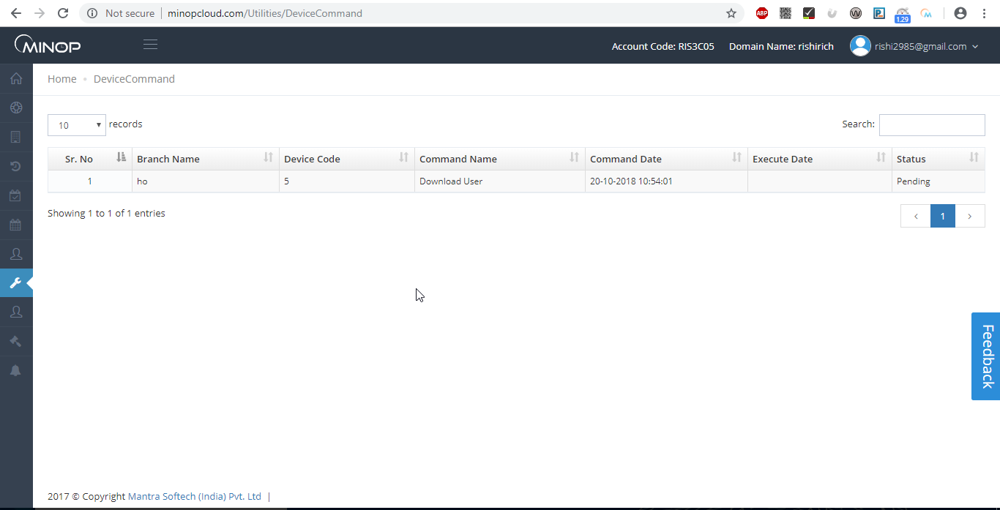 Not secure | minopcloud.com/Utilities/DeviceCommand
ABP
W
P
1.29
M
MINOP
Account Code: RIS3C05 Domain Name: rishirich rishi2985@gmail.com
Home • DeviceCommand
10 records
Search:
Sr. No Branch Name Device Code Command Name Command Date Execute Date Status
1 ho 5 Download User 20-10-2018 10:54:01 Pending
Showing 1 to 1 of 1 entries
‹ 1 ›
Feedback
2017 © Copyright Mantra Softech (India) Pvt. Ltd |